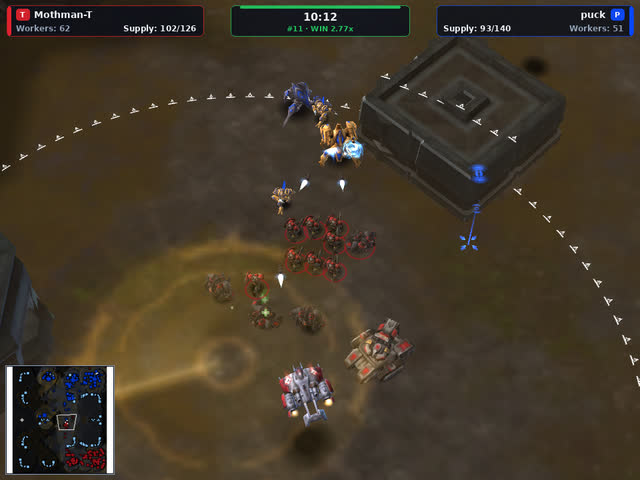 T Mothman-T
Workers: 62 Supply: 102/126
10:12
#11 · WIN 2.77x
puck P
Supply: 93/140 Workers: 51